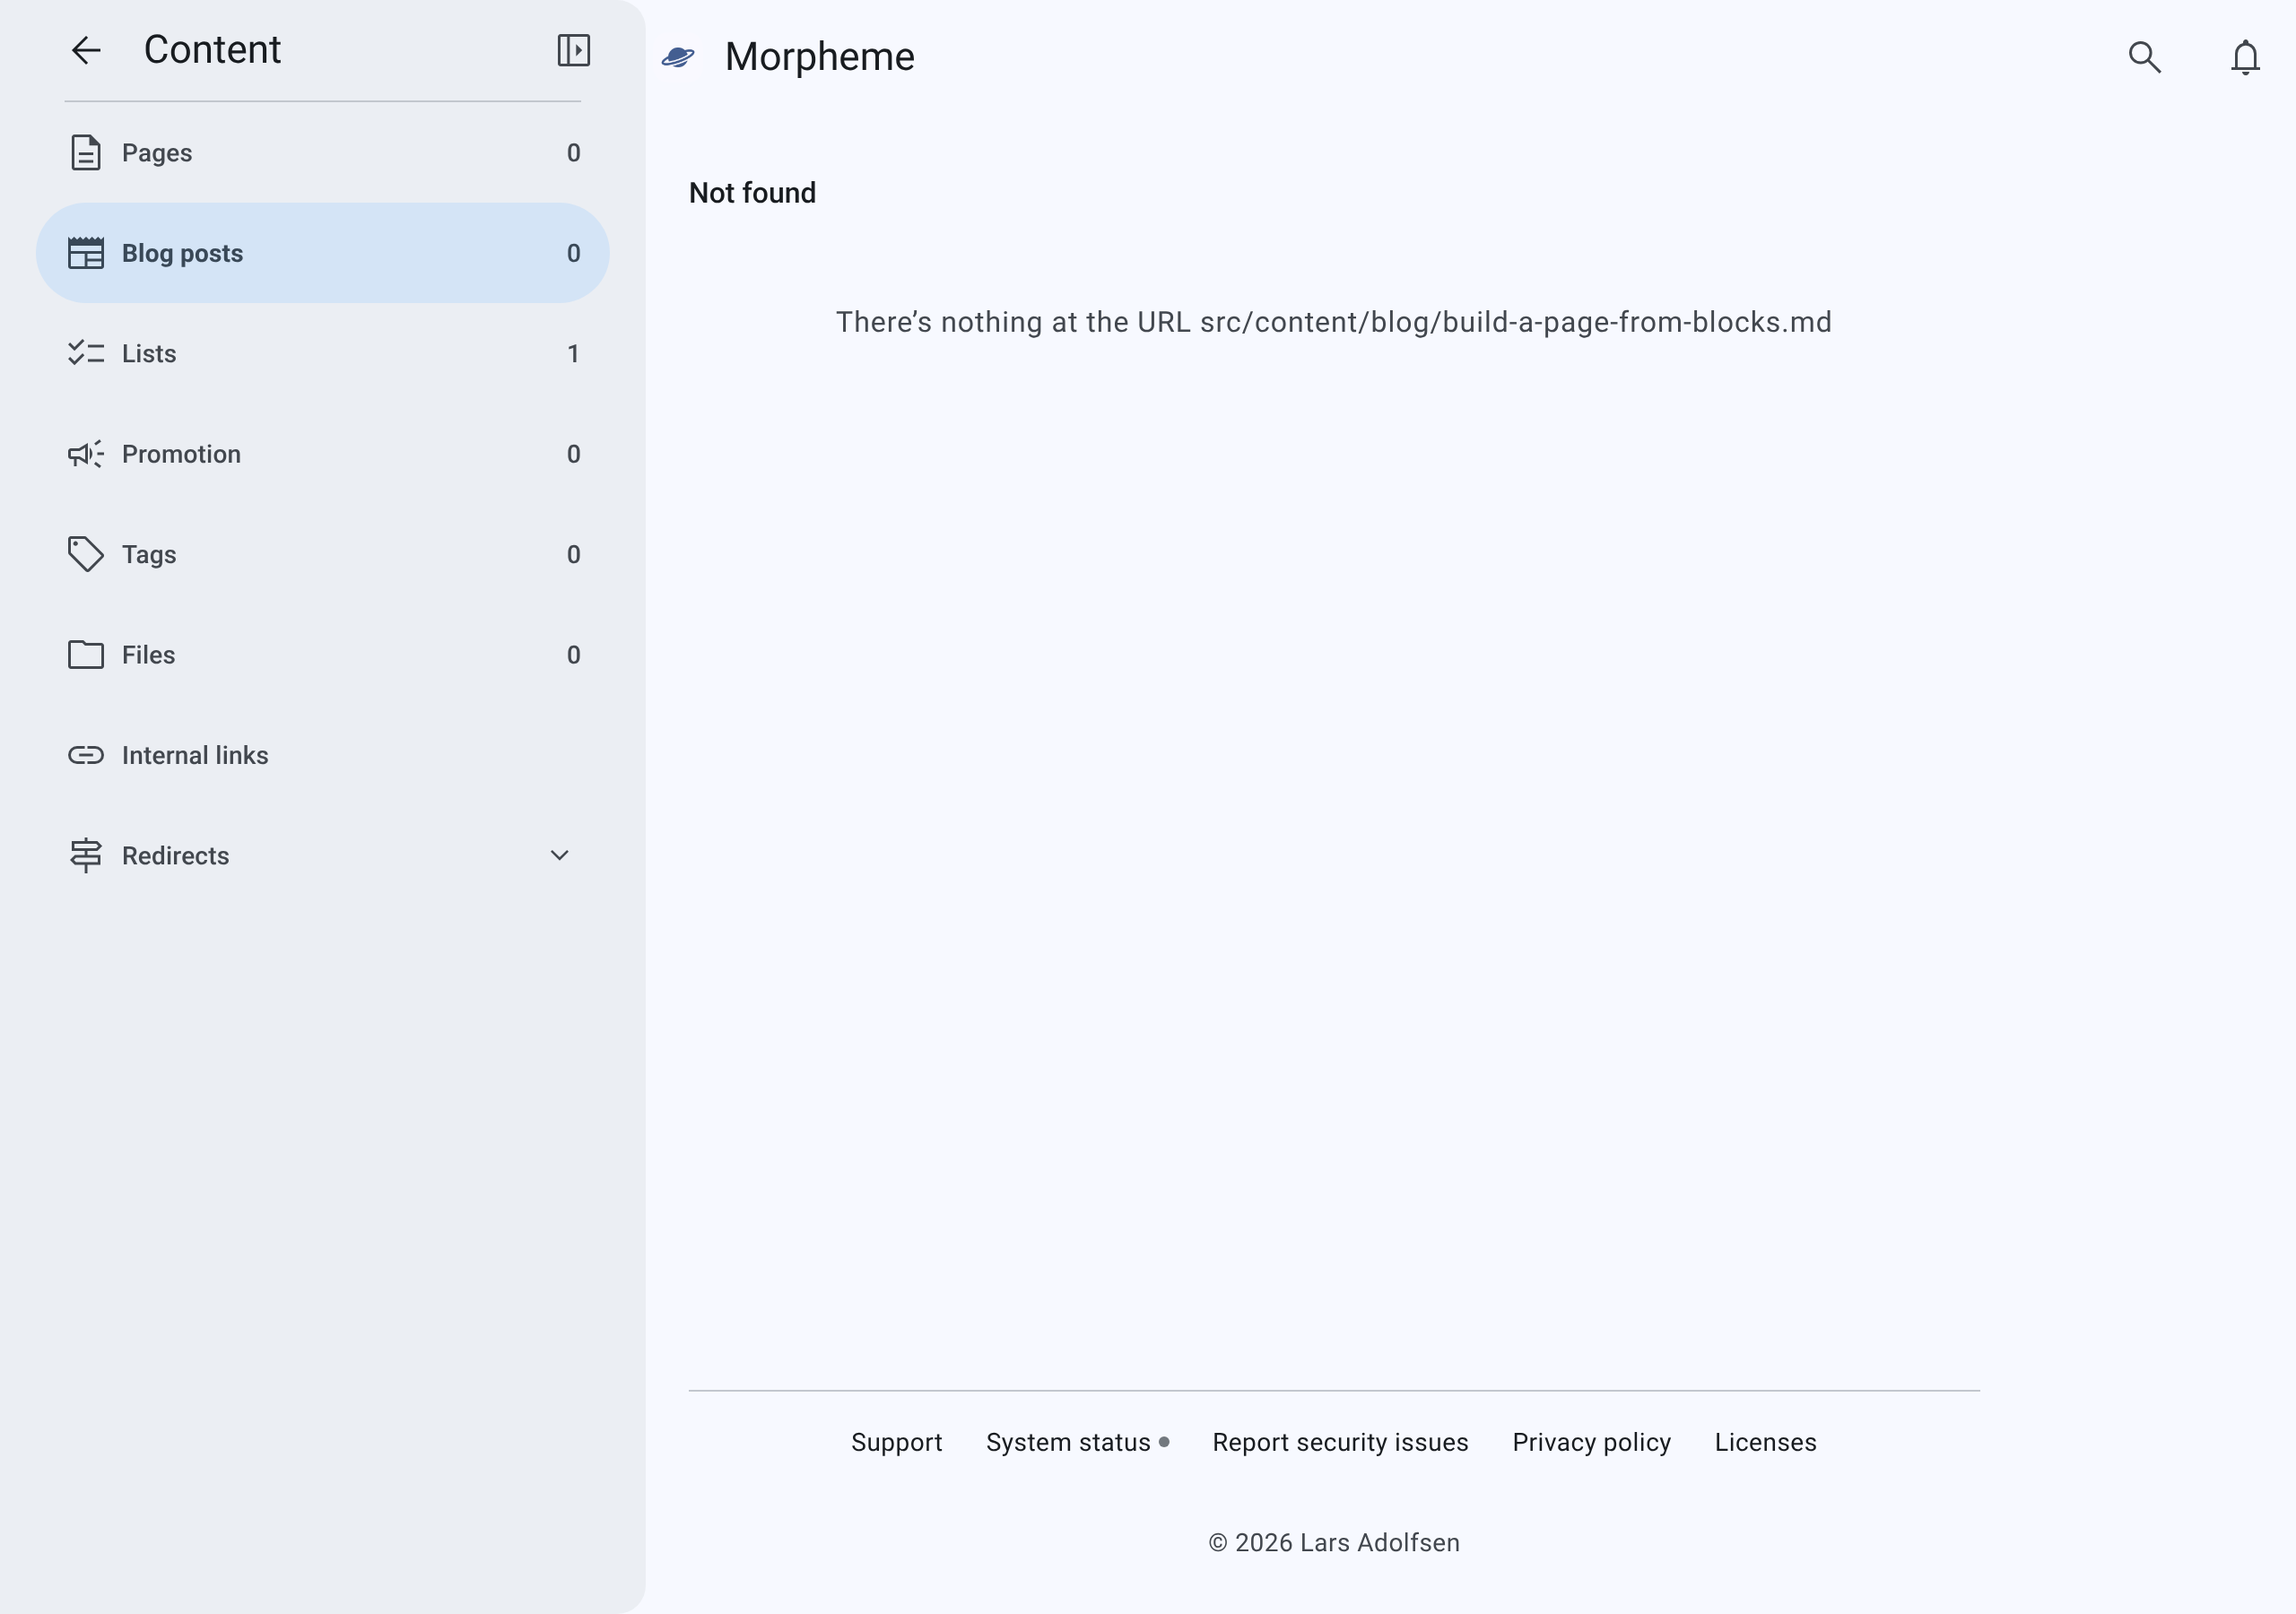 Content
Pages 0
Blog posts 0
Lists 1
Promotion 0
Tags 0
Files 0
Internal links
Redirects
Morpheme
Not found
There’s nothing at the URL src/content/blog/build-a-page-from-blocks.md
Support System status Report security issues Privacy policy Licenses
© 2026 Lars Adolfsen